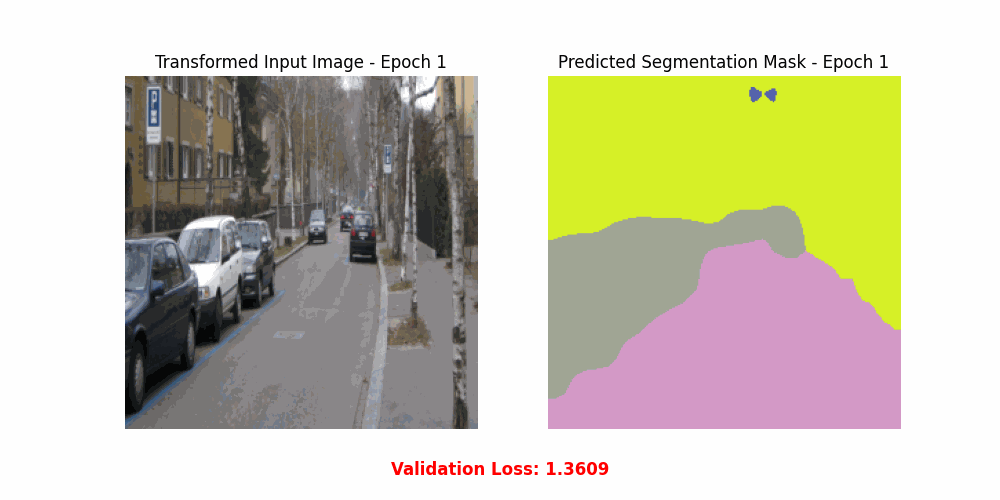 Transformed Input Image - Epoch 1
Predicted Segmentation Mask - Epoch 1
P
Validation Loss: 1.3609